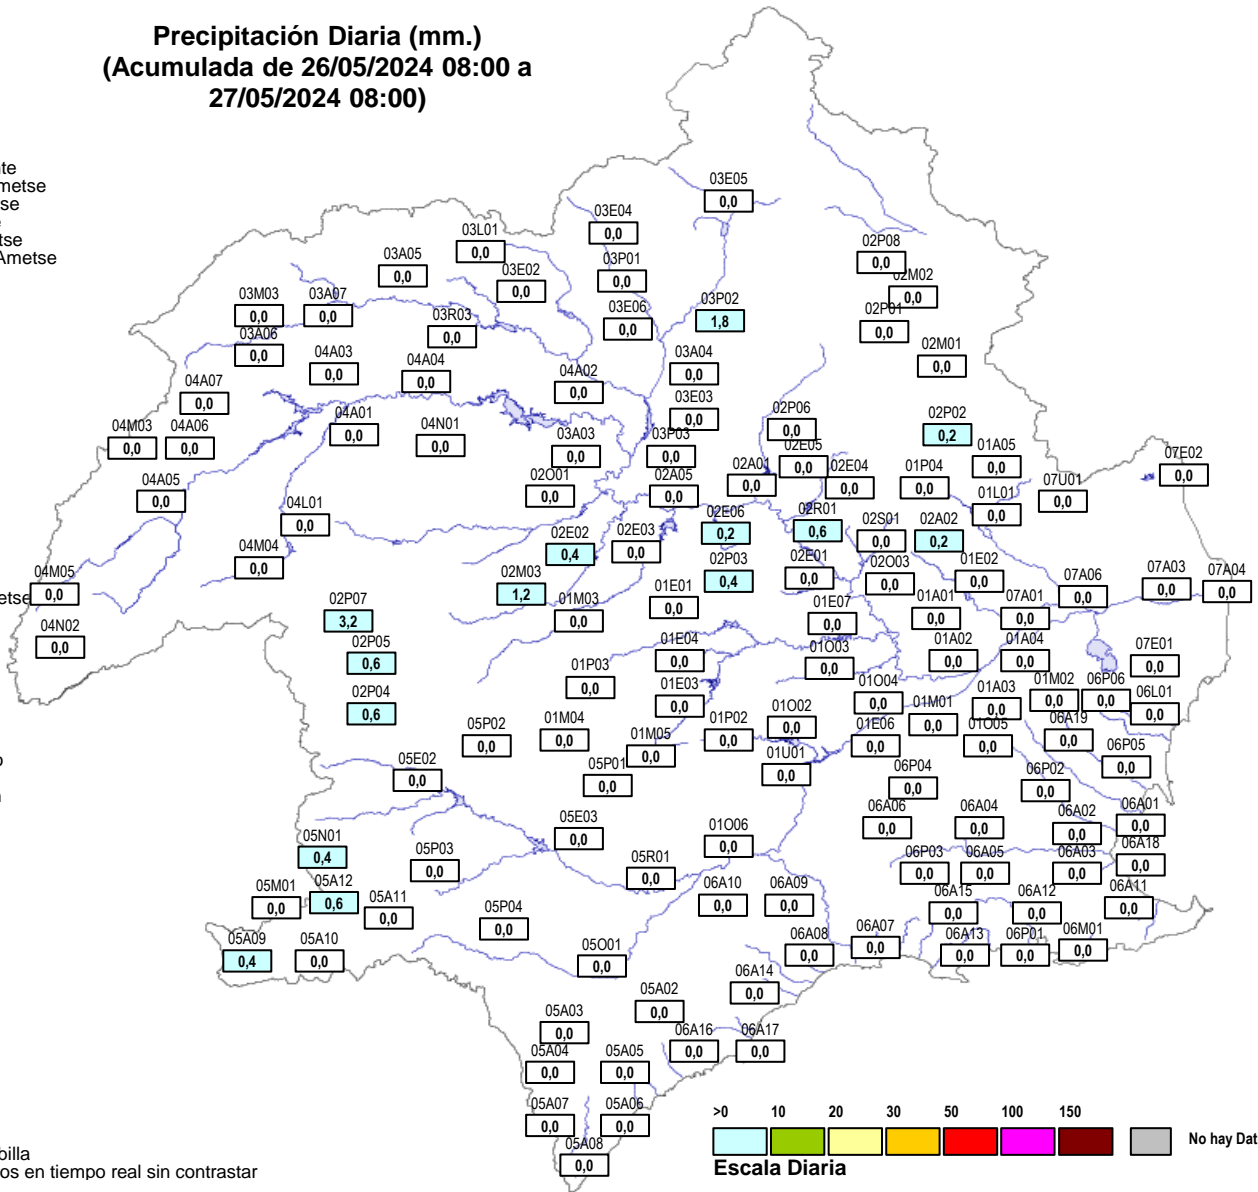 Precipitación Diaria (mm.)
(Acumulada de 26/05/2024 08:00 a
27/05/2024 08:00)
nte
metse
tse
e
tse
Ametse
03E05
0,0
03E04
0,0
03L01
0,0
03A05
0,0
03P01
0,0
03E02
0,0
02P08
0,0
02M02
0,0
03M03
0,0
03A07
0,0
03P02
1,8
03E06
0,0
03R03
0,0
02P01
0,0
03A06
0,0
02M01
0,0
04A03
0,0
04A04
0,0
03A04
0,0
04A02
0,0
04A07
0,0
03E03
0,0
02P06
0,0
02P02
0,2
04M03
0,0
04A06
0,0
04A01
0,0
04N01
0,0
03A03
0,0
03P03
0,0
02E05
0,0
01A05
0,0
07E02
0,0
02A01
0,0
02E04
0,0
01P04
0,0
04A05
0,0
02O01
0,0
02A05
0,0
07U01
0,0
01L01
0,0
04L01
0,0
02E06
0,2
02R01
0,6
02S01
0,0
02A02
0,2
02E02
0,4
02E03
0,0
04M04
0,0
02P03
0,4
02E01
0,0
02O03
0,0
01E02
0,0
04M05
0,0
etse
02M03
1,2
01E01
0,0
07A06
0,0
07A03
0,0
07A04
0,0
02P07
3,2
01M03
0,0
01E07
0,0
01A01
0,0
07A01
0,0
04N02
0,0
02P05
0,6
01E04
0,0
01O03
0,0
01A02
0,0
01A04
0,0
07E01
0,0
01P03
0,0
02P04
0,6
01E03
0,0
01O04
0,0
01A03
0,0
01M02
0,0
06P06
0,0
06L01
0,0
01M01
0,0
05P02
0,0
01M04
0,0
01P02
0,0
01O02
0,0
01E06
0,0
01O05
0,0
06A19
0,0
01M05
0,0
06P05
0,0
05E02
0,0
05P01
0,0
01U01
0,0
06P04
0,0
06P02
0,0
05E03
0,0
06A06
0,0
06A04
0,0
06A02
0,0
06A01
0,0
01O06
0,0
05N01
0,4
05P03
0,0
05R01
0,0
06P03
0,0
06A05
0,0
06A03
0,0
06A18
0,0
05M01
0,0
05A12
0,6
05A11
0,0
06A10
0,0
06A09
0,0
06A15
0,0
06A12
0,0
06A11
0,0
05P04
0,0
05A09
0,4
05A10
0,0
05O01
0,0
06A08
0,0
06A07
0,0
06A13
0,0
06P01
0,0
06M01
0,0
06A14
0,0
05A02
0,0
05A03
0,0
06A16
0,0
06A17
0,0
05A04
0,0
05A05
0,0
05A07
0,0
05A06
0,0
05A08
0,0
>0 10 20 30 50 100 150
No hay Dat
Escala Diaria
billa
os en tiempo real sin contrastar